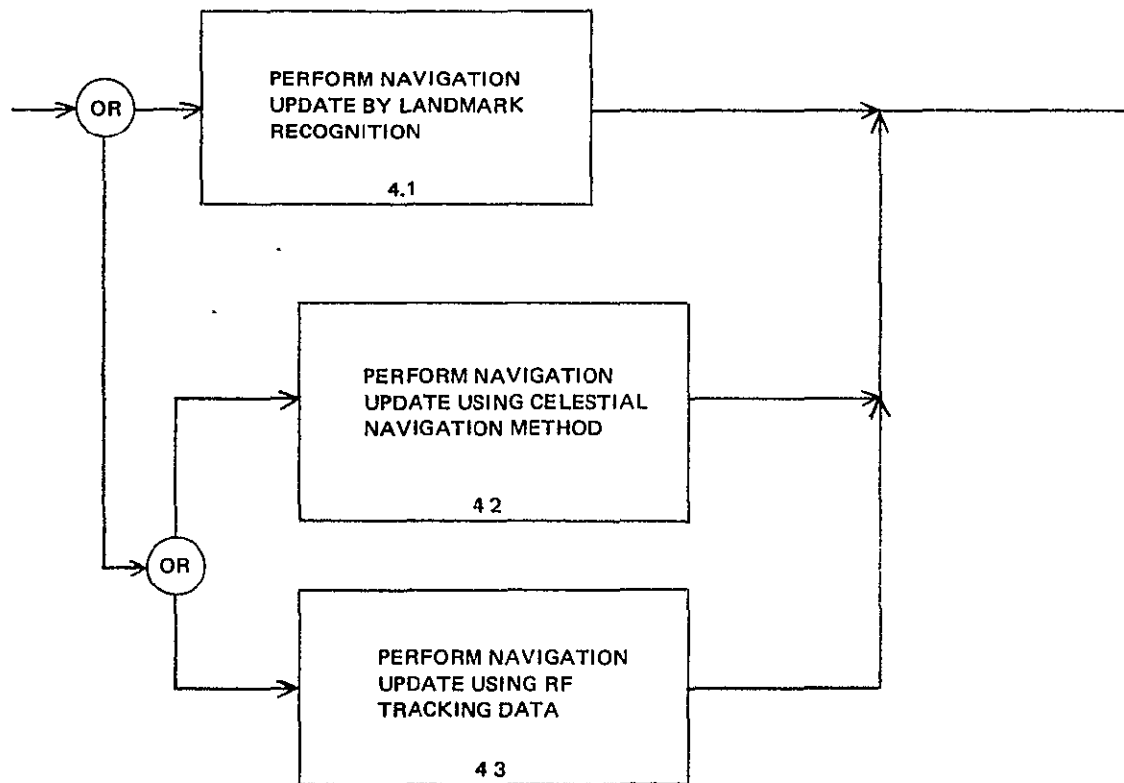 OR
PERFORM NAVIGATION
UPDATE BY LANDMARK
RECOGNITION
4.1
PERFORM NAVIGATION
UPDATE USING CELESTIAL
NAVIGATION METHOD
4 2
OR
PERFORM NAVIGATION
UPDATE USING RF
TRACKING DATA
4 3